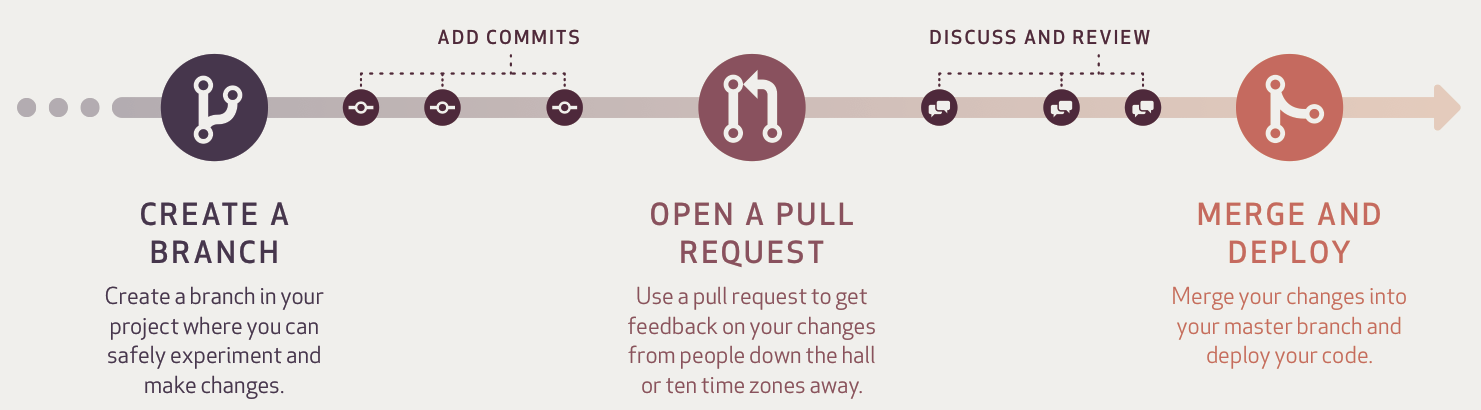 ADD COMMITS
DISCUSS AND REVIEW
CREATE A
BRANCH
Create a branch in your
project where you can
safely experiment and
make changes.
OPEN A PULL
REQUEST
Use a pull request to get
feedback on your changes
from people down the hall
or ten time zones away.
MERGE AND
DEPLOY
Merge your changes into
your master branch and
deploy your code.